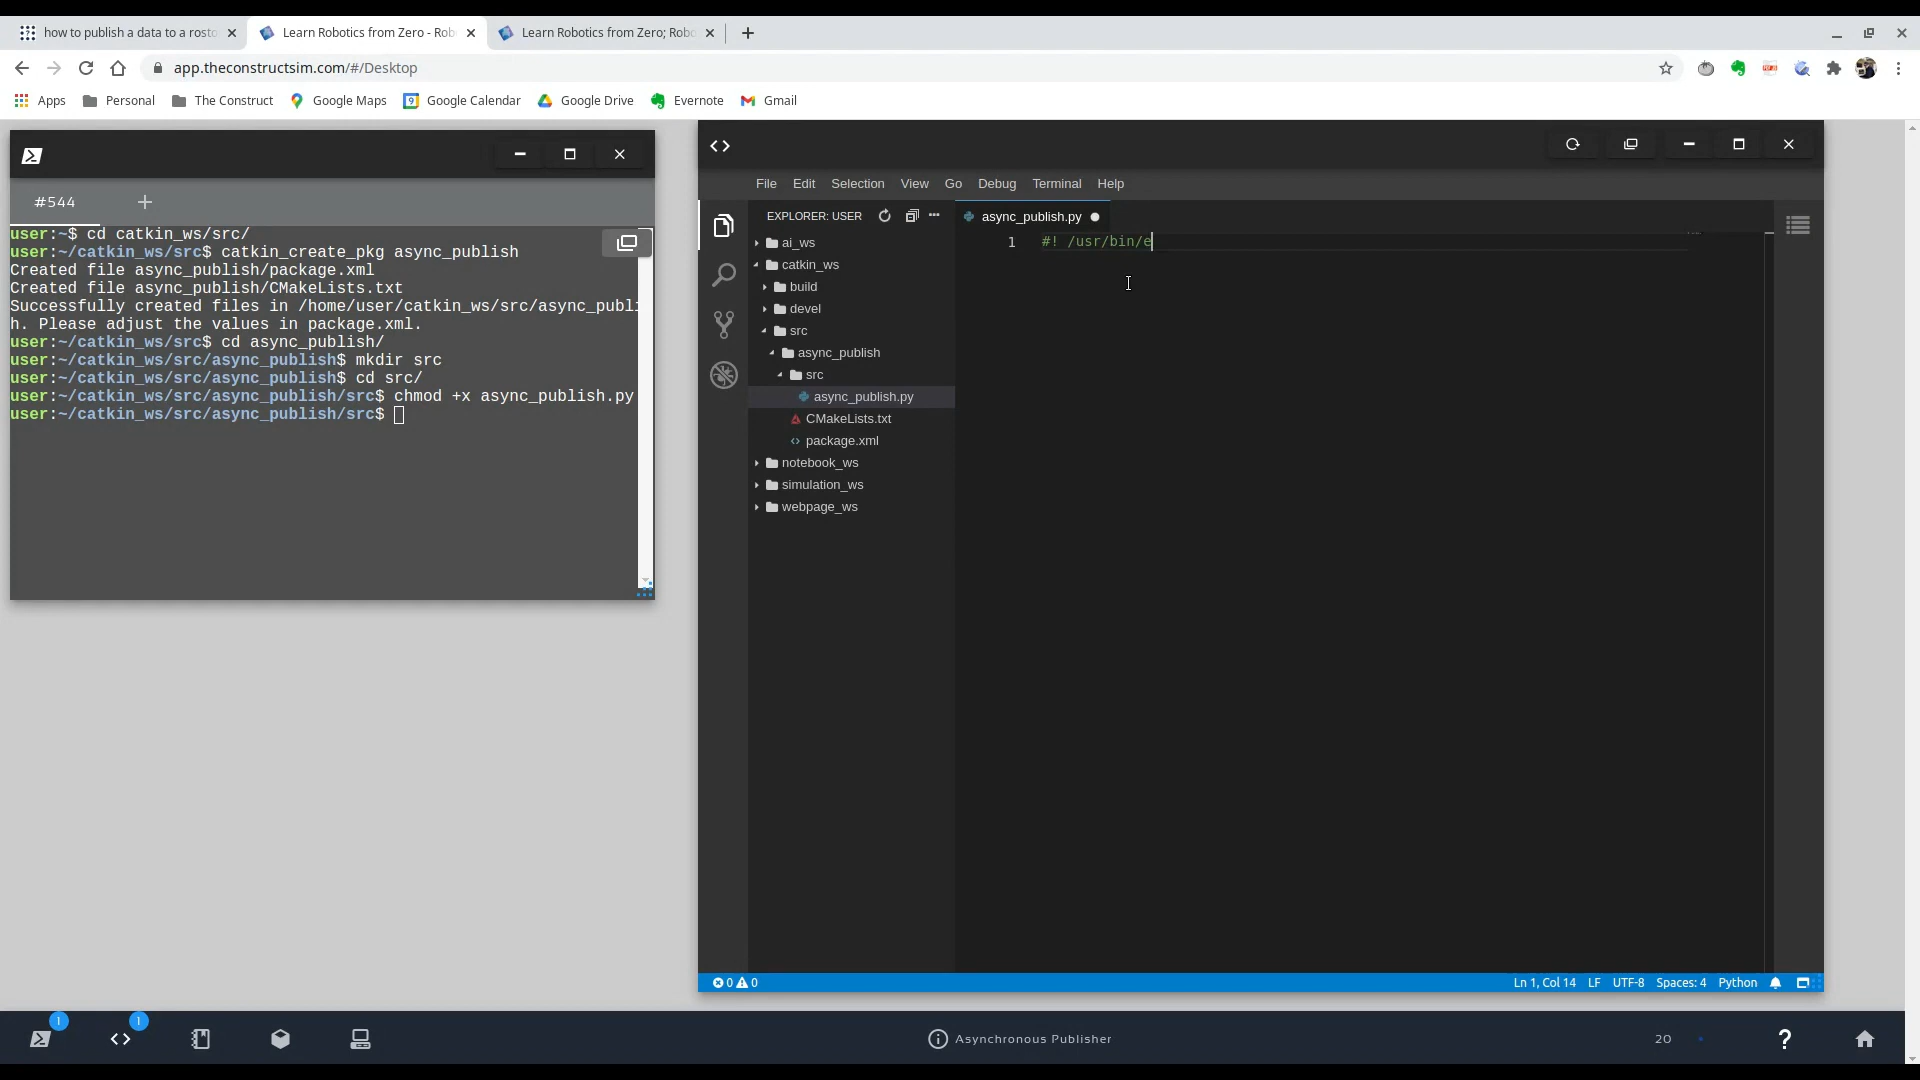 how to publish a data to a rosto
Learn Robotics from Zero - Rob
Learn Robotics from Zero; Robo
app.theconstructsim.com/#/Desktop
Apps
Personal
The Construct
Google Maps
Google Calendar
Google Drive
Evernote
Gmail
#544
user:~$ cd catkin_ws/src/
user:~/catkin_ws/src$ catkin_create_pkg async_publish
Created file async_publish/package.xml
Created file async_publish/CMakeLists.txt
Successfully created files in /home/user/catkin_ws/src/async_publi
h. Please adjust the values in package.xml.
user:~/catkin_ws/src$ cd async_publish/
user:~/catkin_ws/src/async_publish$ mkdir src
user:~/catkin_ws/src/async_publish$ cd src/
user:~/catkin_ws/src/async_publish/src$ chmod +x async_publish.py
user:~/catkin_ws/src/async_publish/src$
File Edit Selection View Go Debug Terminal Help
EXPLORER: USER
ai_ws
catkin_ws
build
devel
src
async_publish
src
async_publish.py
CMakeLists.txt
package.xml
notebook_ws
simulation_ws
webpage_ws
async_publish.py
1 #! /usr/bin/e
0 0
Ln 1, Col 14 LF UTF-8 Spaces: 4 Python
Asynchronous Publisher
20